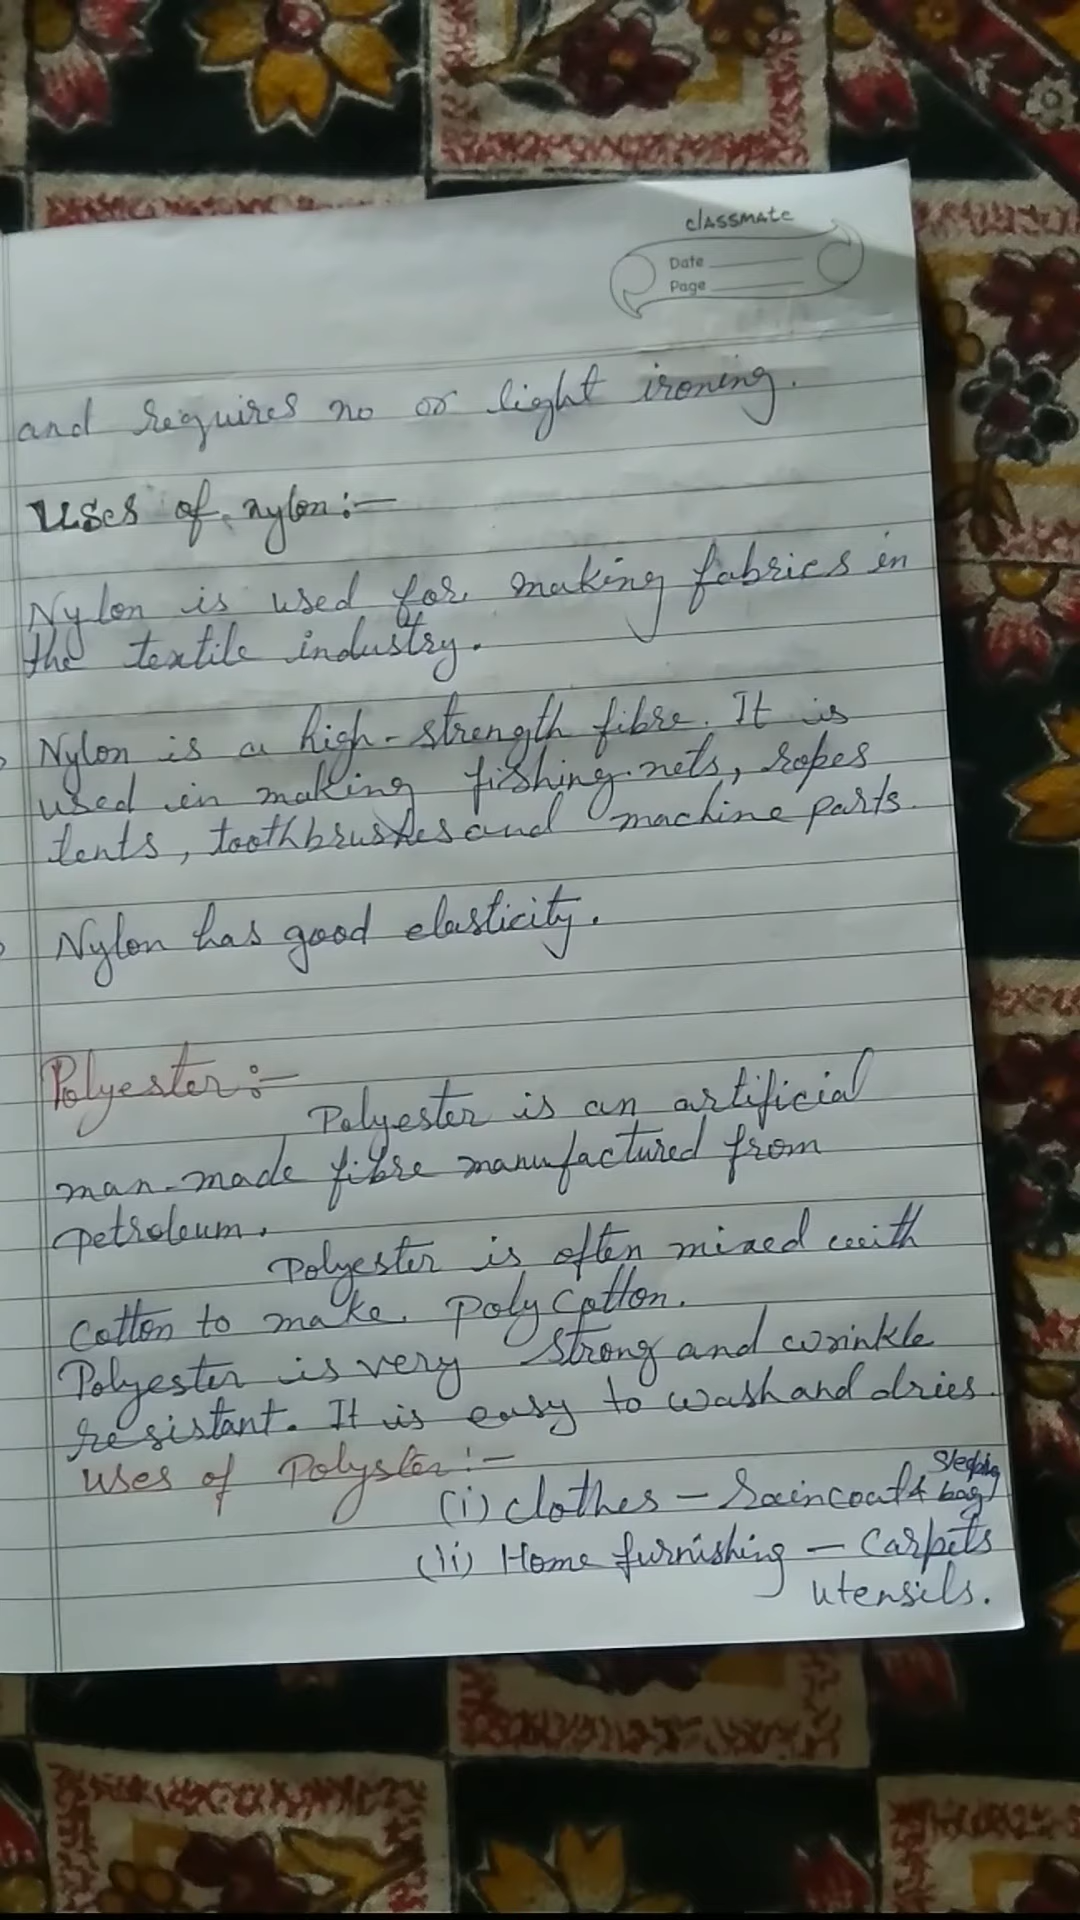 classmate
Date
Page
and requires no or light ironing.
Uses of nylon:-
Nylon is used for making fabrics in
the textile industry.
Nylon is a high-strength fibre. It is
used in making fishing nets, ropes
tents, toothbrushes and machine parts.
Nylon has good elasticity.
Polyester:-
Polyester is an artificial
man-made fibre manufactured from
petroleum.
Polyester is often mixed with
cotton to make. Poly Cotton.
Polyester is very strong and wrinkle
resistant. It is easy to wash and dries.
Uses of Polyster:-
(i) Clothes - Raincoat & Sleeping bag
(ii) Home furnishing - Carpets
utensils.